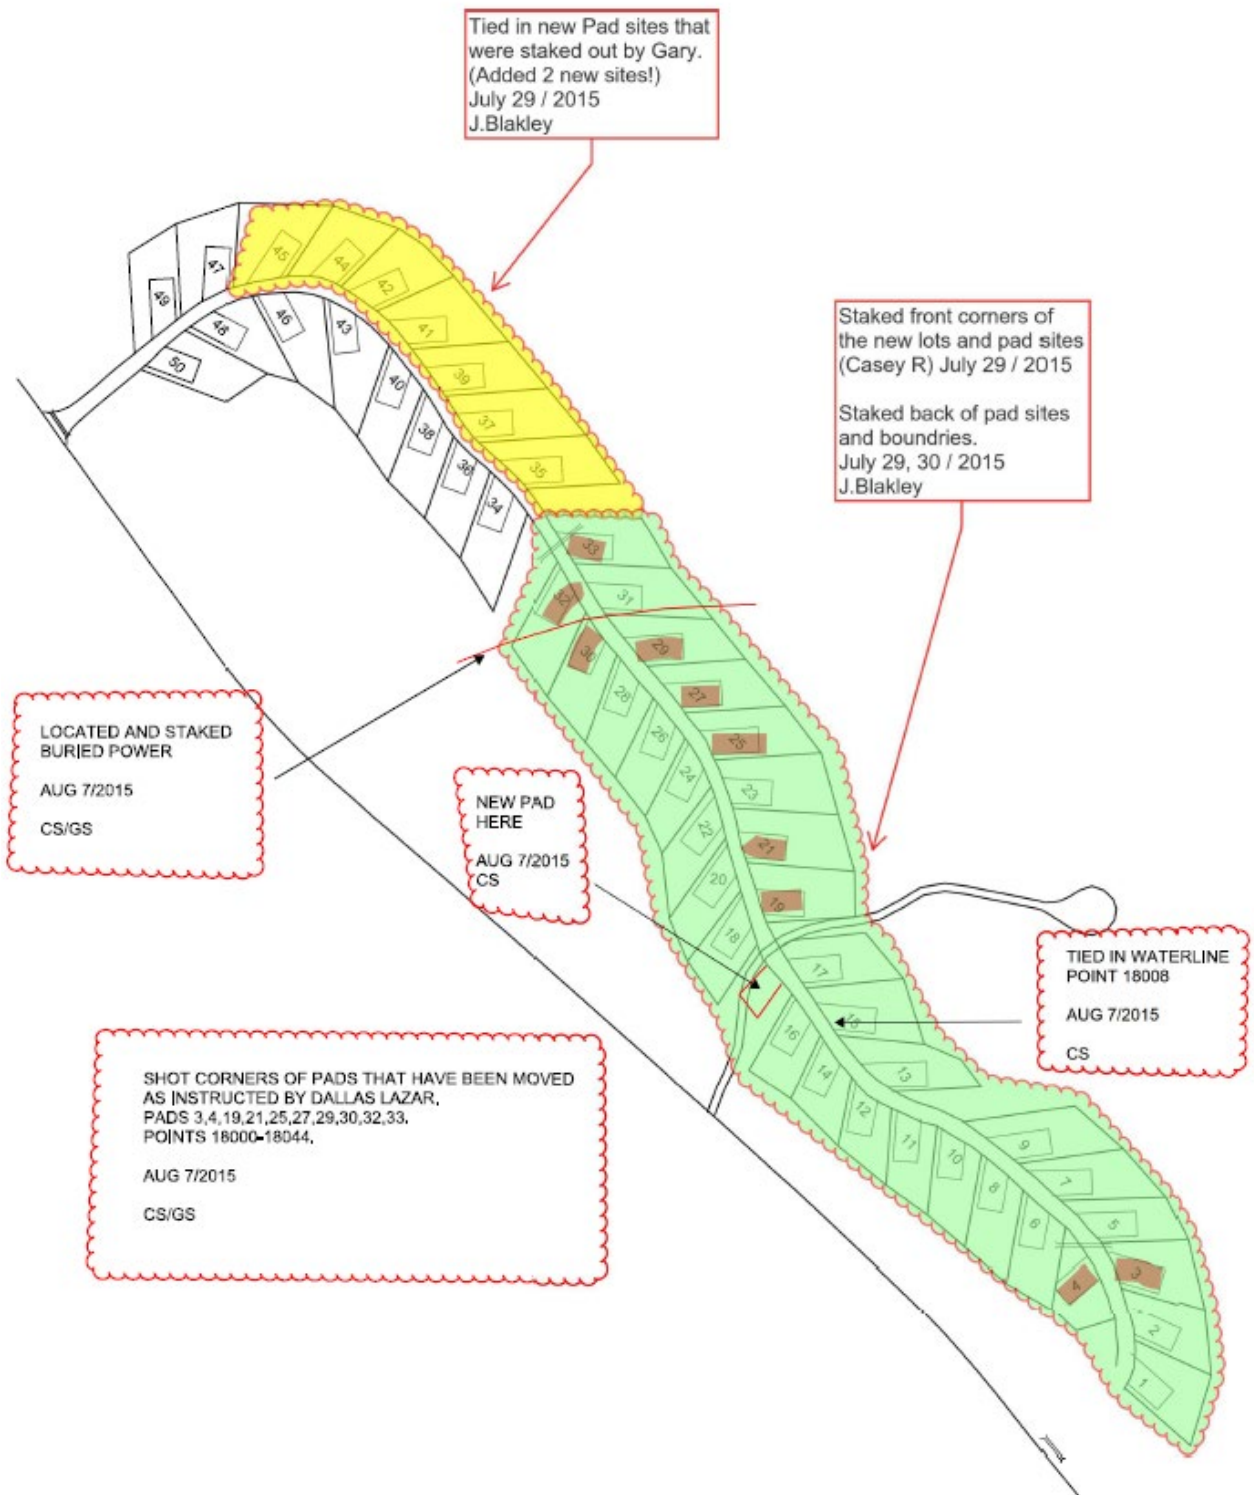 Tied in new Pad sites that
were staked out by Gary.
(Added 2 new sites!)
July 29 / 2015
J.Blakley
Staked front corners of
the new lots and pad sites
(Casey R) July 29 / 2015
Staked back of pad sites
and boundries.
July 29, 30 / 2015
J.Blakley
45
44
47
42
49
46
48
43
41
50
39
40
37
38
35
36
34
33
32
31
30
29
28
27
26
25
24
23
22
21
20
19
18
17
LOCATED AND STAKED
BURIED POWER
AUG 7/2015
CS/GS
NEW PAD
HERE
AUG 7/2015
CS
TIED IN WATERLINE
POINT 18008
AUG 7/2015
CS
16
15
14
13
12
11
10
9
8
7
6
5
4
3
2
1
SHOT CORNERS OF PADS THAT HAVE BEEN MOVED
AS INSTRUCTED BY DALLAS LAZAR,
PADS 3,4,19,21,25,27,29,30,32,33.
POINTS 18000-18044.
AUG 7/2015
CS/GS